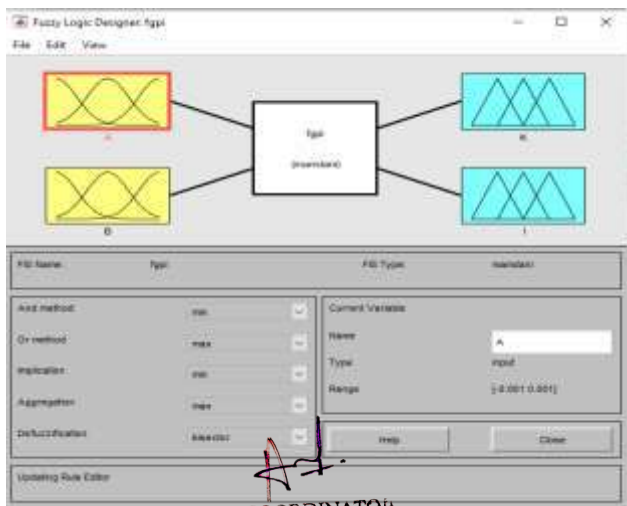 Fuzzy Logic Designer: fgpi
File Edit View
fgpi
(mamdani)
A
K
B
I
FIS Name: fgpi FIS Type: mamdani
And method min
Or method max
Implication min
Aggregation max
Defuzzification bisector
Current Variable
Name A
Type input
Range [-0.001 0.001]
Help Close
Updating Rule Editor